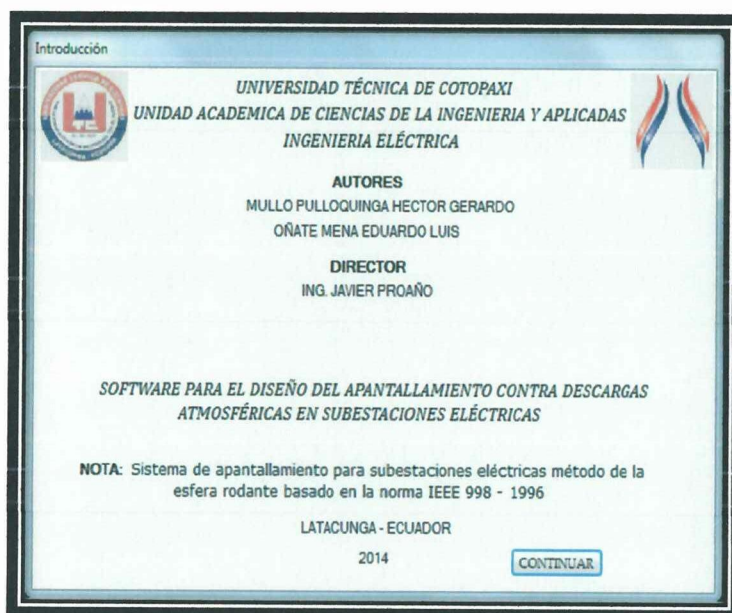 Introducción
UNIVERSIDAD TÉCNICA DE COTOPAXI
UNIDAD ACADEMICA DE CIENCIAS DE LA INGENIERIA Y APLICADAS
INGENIERIA ELÉCTRICA
AUTORES
MULLO PULLOQUINGA HECTOR GERARDO
OÑATE MENA EDUARDO LUIS
DIRECTOR
ING. JAVIER PROAÑO
SOFTWARE PARA EL DISEÑO DEL APANTALLAMIENTO CONTRA DESCARGAS
ATMOSFÉRICAS EN SUBESTACIONES ELÉCTRICAS
NOTA: Sistema de apantallamiento para subestaciones eléctricas método de la
esfera rodante basado en la norma IEEE 998 - 1996
LATACUNGA - ECUADOR
2014
CONTINUAR